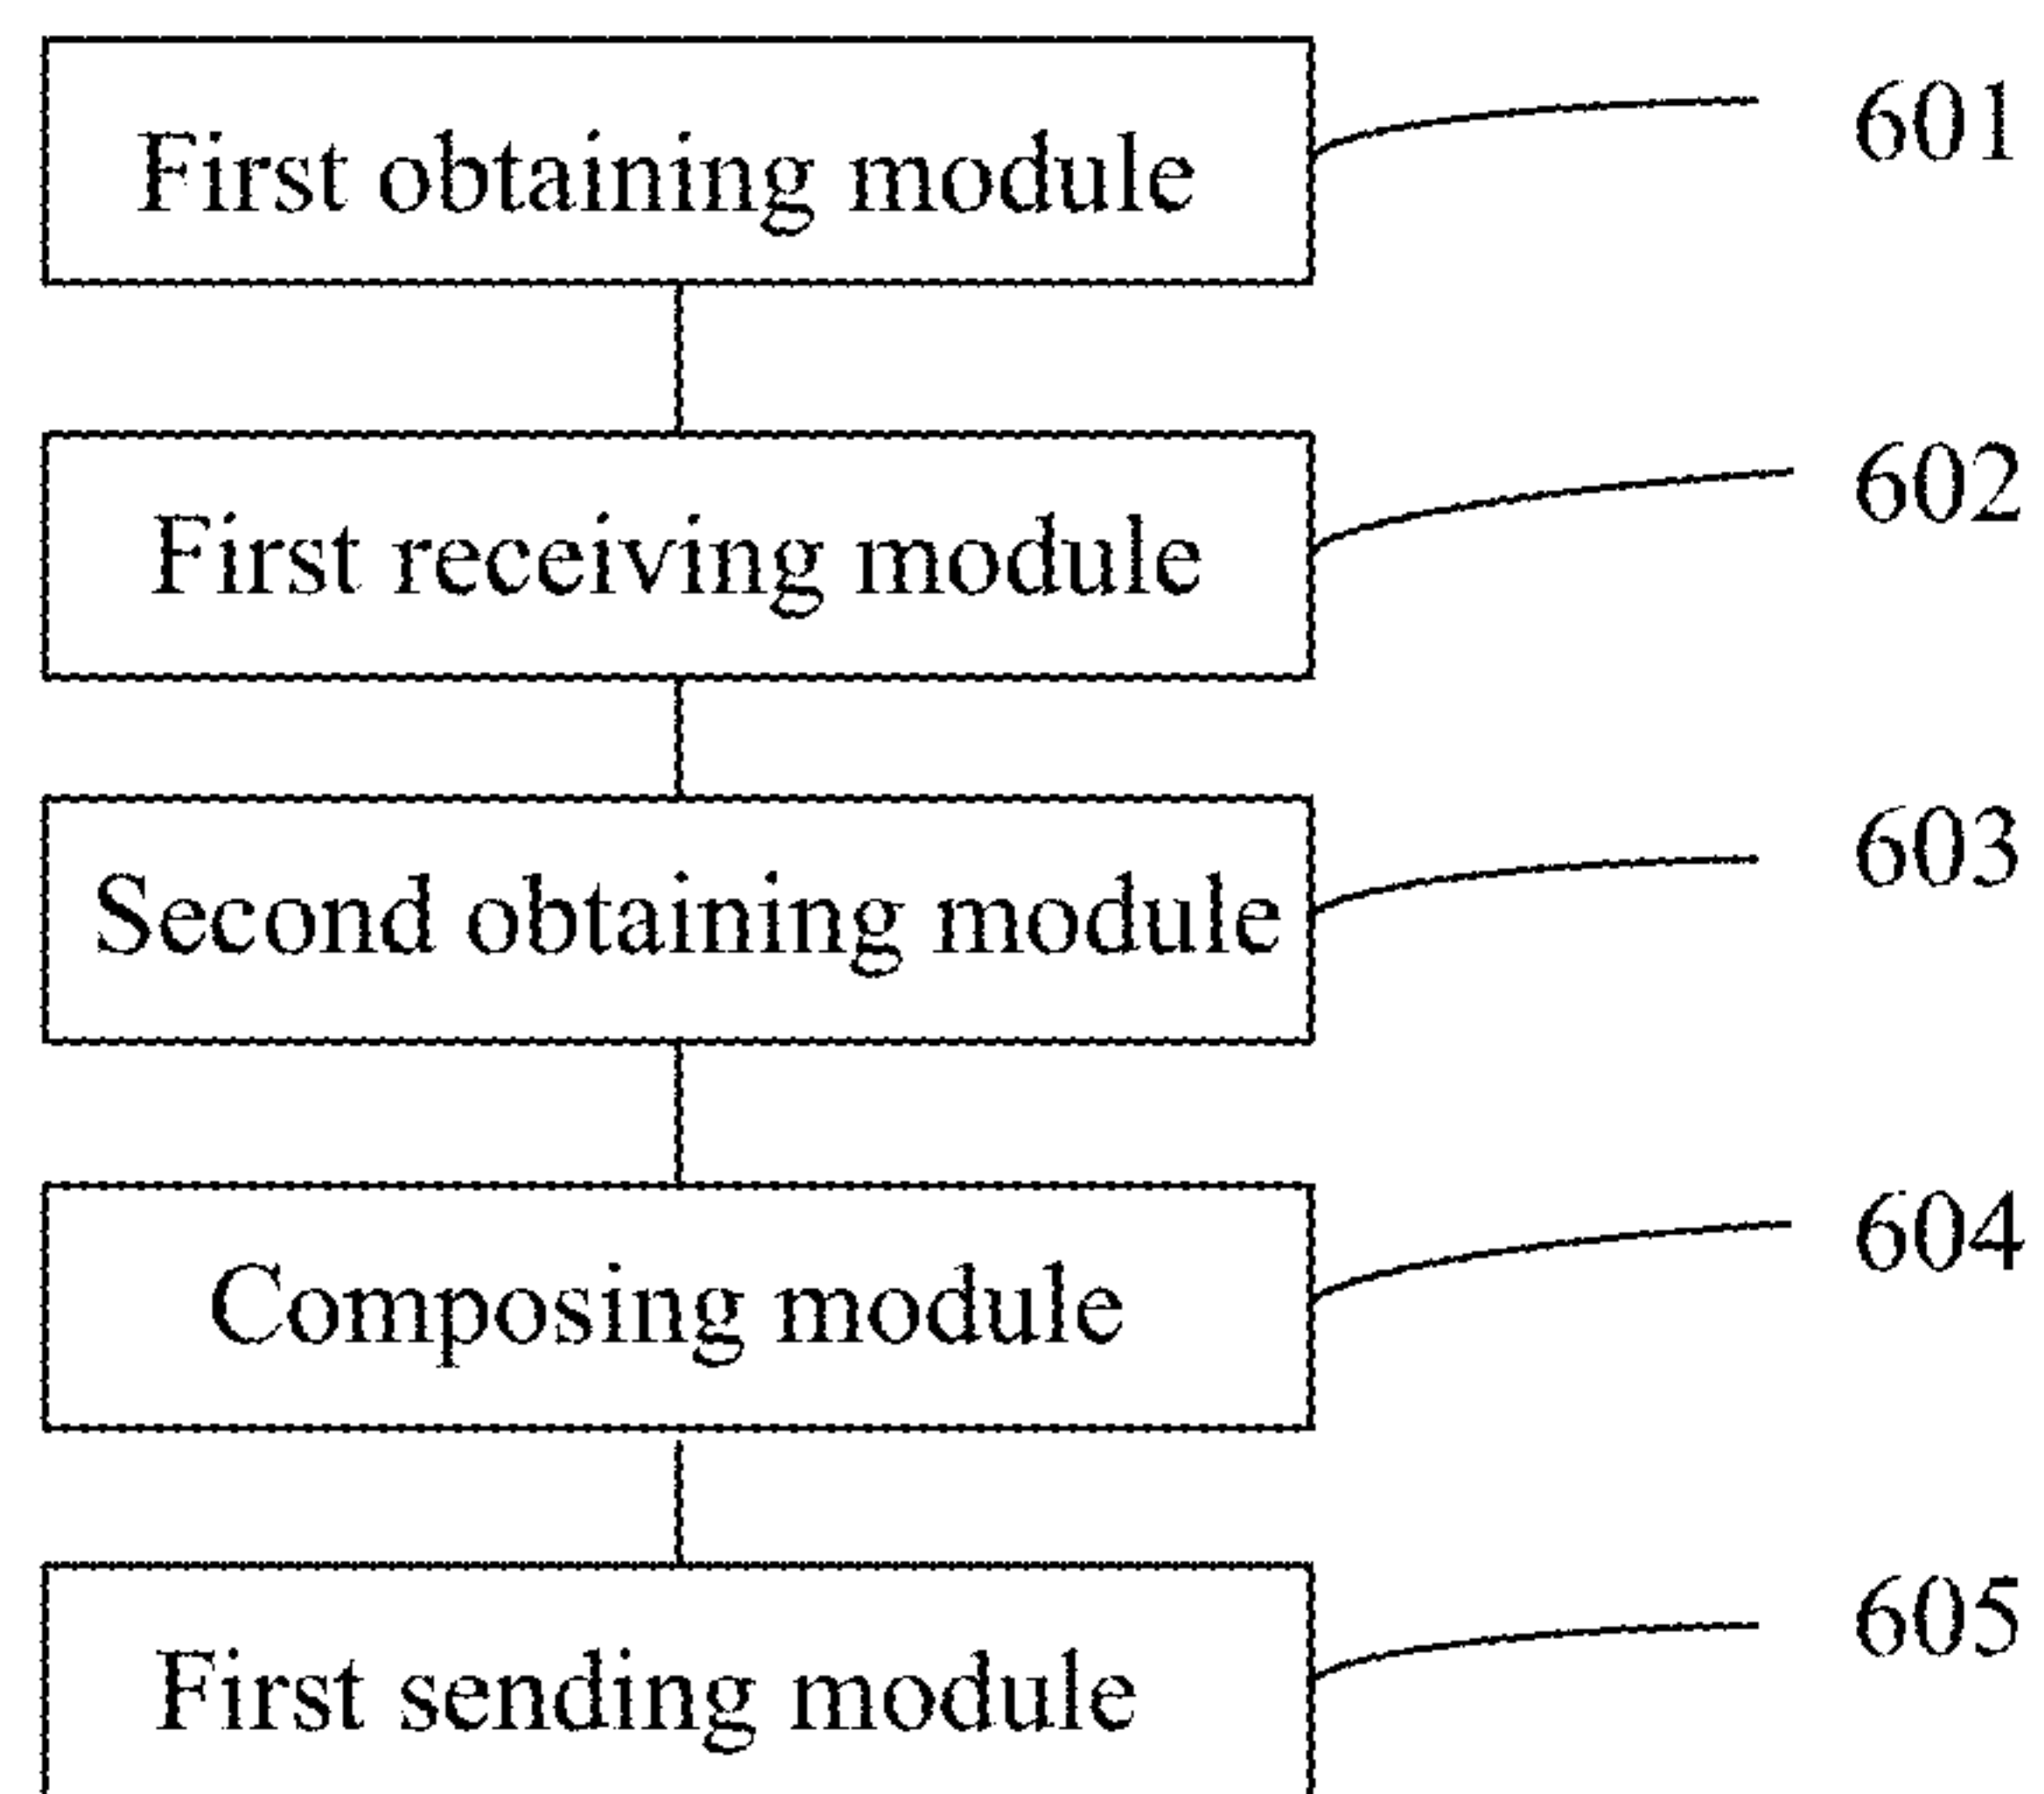 First obtaining module 601
First receiving module 602
Second obtaining module 603
Composing module 604
First sending module 605